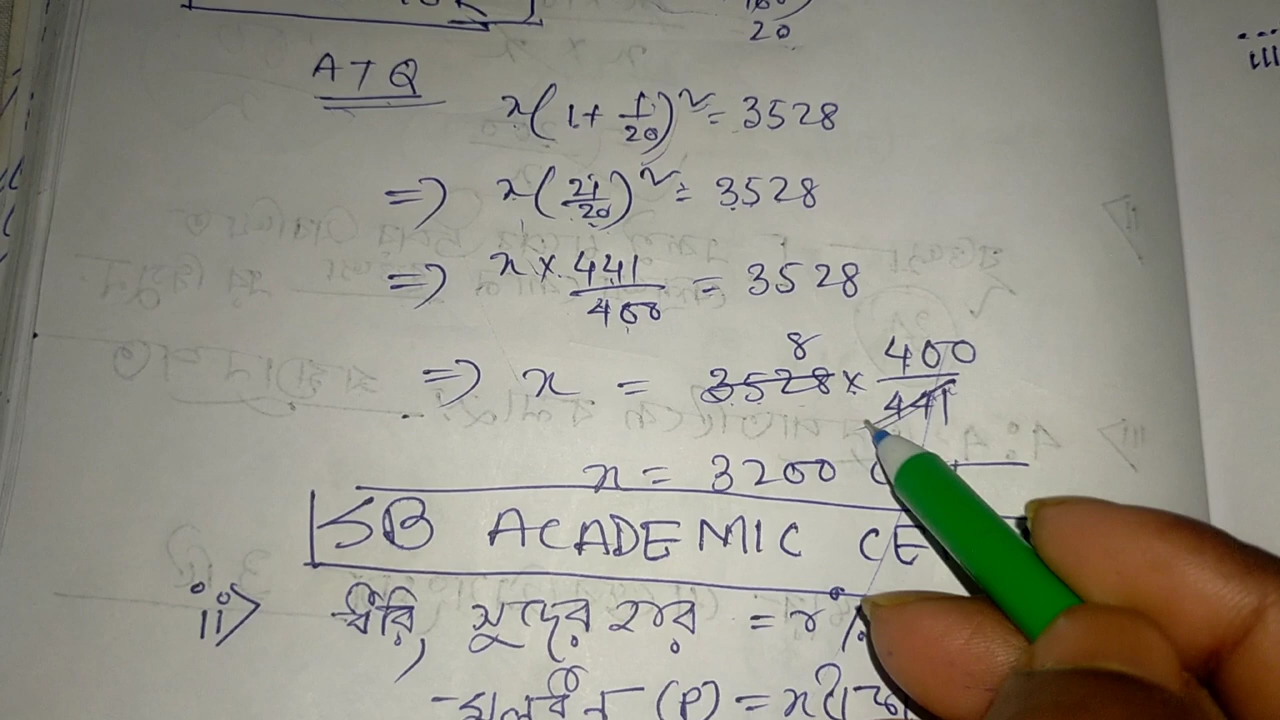 20
ATQ x(1+ 1/20)² = 3528
=> x(21/20)² = 3528
=> x × 441/400 = 3528
8
=> x = 3528 × 400/441
x = 3200
SB ACADEMIC CE
ii> ধরি, সুদের হার = r %
মূলধন (P) = x